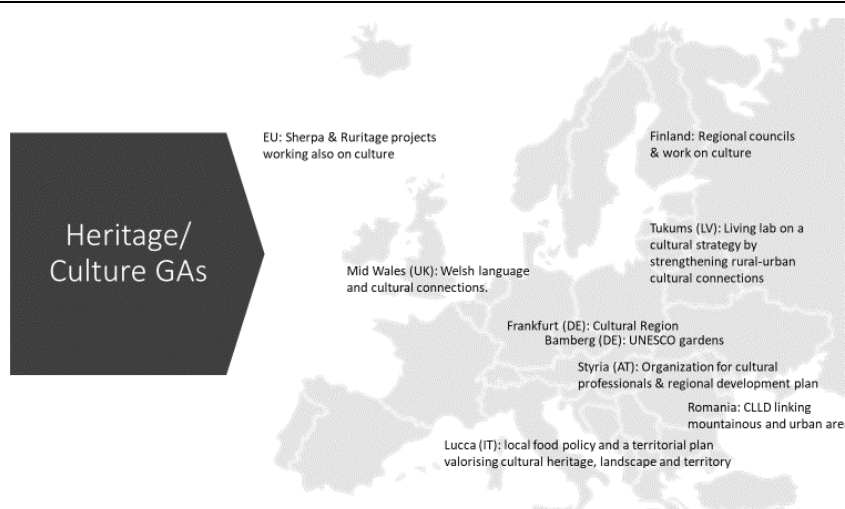 Heritage/
Culture GAs
EU: Sherpa & Ruritage projects
working also on culture
Finland: Regional councils
& work on culture
Tukums (LV): Living lab on a
cultural strategy by
strengthening rural-urban
cultural connections
Mid Wales (UK): Welsh language
and cultural connections.
Frankfurt (DE): Cultural Region
Bamberg (DE): UNESCO gardens
Styria (AT): Organization for cultural
professionals & regional development plan
Romania: CLLD linking
mountainous and urban are
Lucca (IT): local food policy and a territorial plan
valorising cultural heritage, landscape and territory